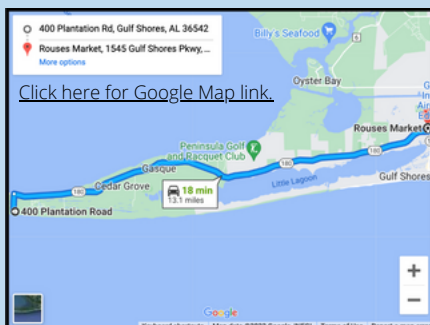 400 Plantation Rd, Gulf Shores, AL 36542
Rouses Market, 1545 Gulf Shores Pkwy,...
More options
Click here for Google Map link.
Billy's Seafood
Oyster Bay
Rouses Market
180
Peninsula Golf
and Racquet Club
180
Gasque
Gulf Shores
Little Lagoon
Cedar Grove
180
18 min
13.1 miles
400 Plantation Road
+
−
Google